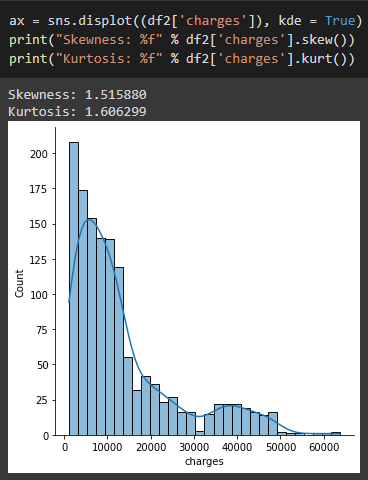 ax = sns.displot((df2['charges']), kde = True)
print("Skewness: %f" % df2['charges'].skew())
print("Kurtosis: %f" % df2['charges'].kurt())
Skewness: 1.515880
Kurtosis: 1.606299
200
175
150
125
100
75
50
25
0
Count
0 10000 20000 30000 40000 50000 60000
charges